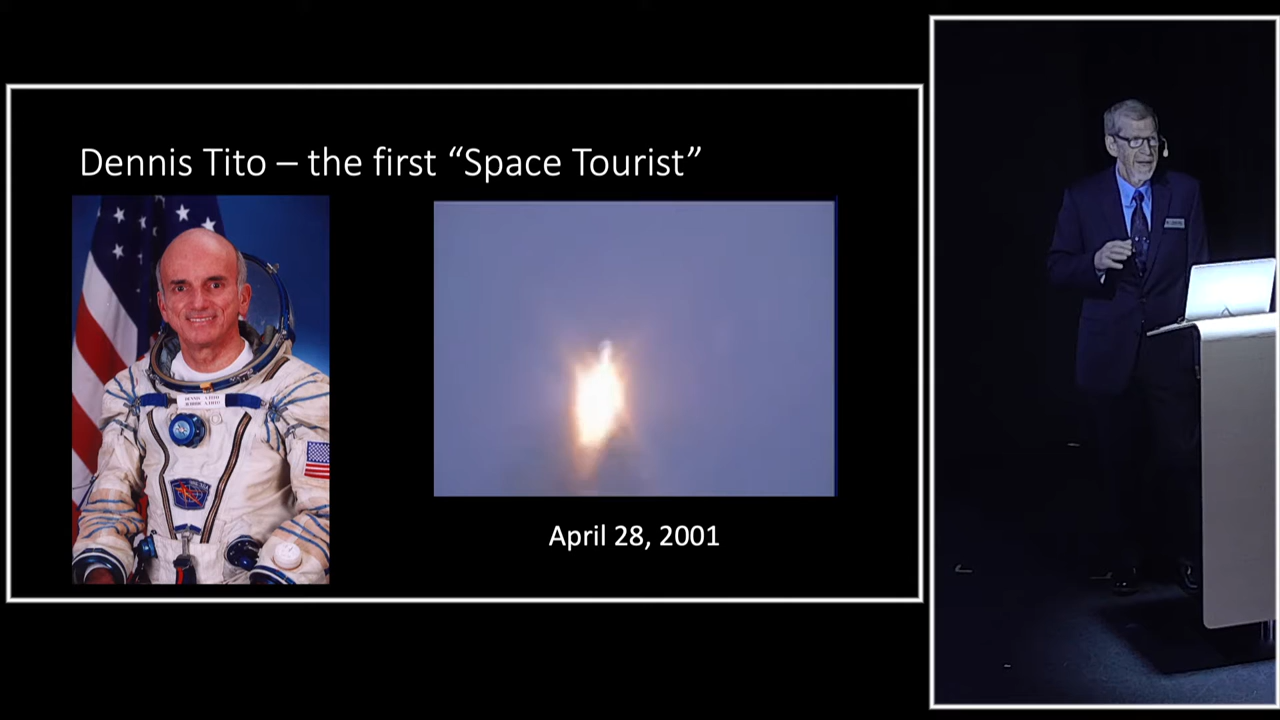 Dennis Tito – the first “Space Tourist”
April 28, 2001